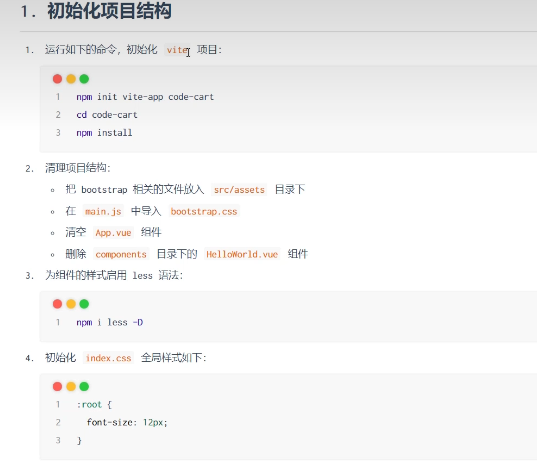 1. 初始化项目结构
1. 运行如下的命令，初始化 vite 项目：
1 npm init vite-app code-cart
2 cd code-cart
3 npm install
2. 清理项目结构：
把 bootstrap 相关的文件放入 src/assets 目录下
在 main.js 中导入 bootstrap.css
清空 App.vue 组件
删除 components 目录下的 HelloWorld.vue 组件
3. 为组件的样式启用 less 语法：
1 npm i less -D
4. 初始化 index.css 全局样式如下：
1 :root {
2 font-size: 12px;
3 }